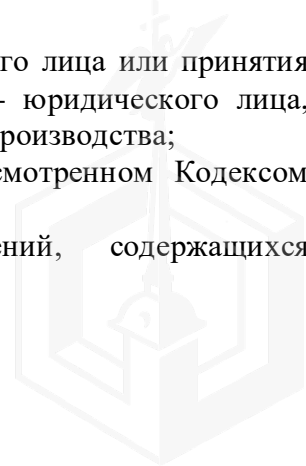 го лица или принятия
- юридического лица,
роизводства;
смотренном Кодексом
ений, содержащихся